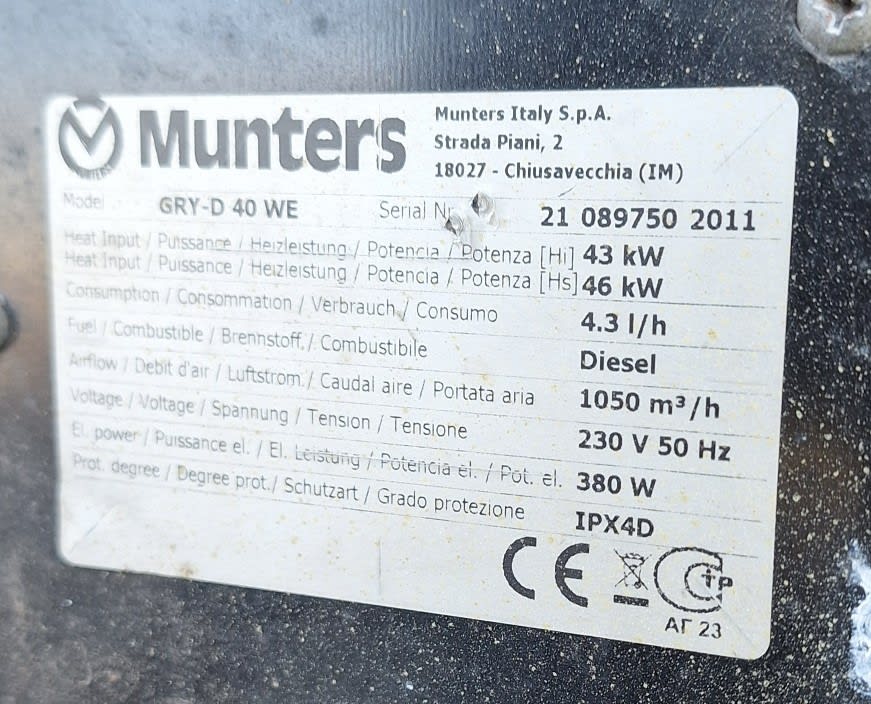 Munters
MUNTERS
Munters Italy S.p.A.
Strada Piani, 2
18027 - Chiusavecchia (IM)
Model GRY-D 40 WE Serial Nr. 21 089750 2011
Heat Input / Puissance / Heizleistung / Potencia / Potenza [Hi] 43 kW
Heat Input / Puissance / Heizleistung / Potencia / Potenza [Hs] 46 kW
Consumption / Consommation / Verbrauch / Consumo 4.3 l/h
Fuel / Combustible / Brennstoff / Combustibile Diesel
Airflow / Debit d'air / Luftstrom / Caudal aire / Portata aria 1050 m³/h
Voltage / Voltage / Spannung / Tension / Tensione 230 V 50 Hz
El. power / Puissance el. / El. Leistung / Potencia el. / Pot. el. 380 W
Prot. degree / Degree prot. / Schutzart / Grado protezione IPX4D
CE
АГ 23